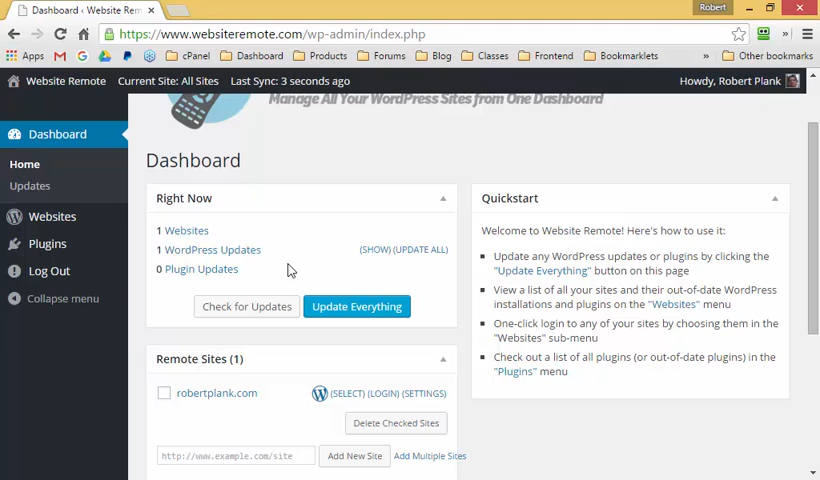 Dashboard ‹ Website Rem
Robert
https://www.websiteremote.com/wp-admin/index.php
Apps
cPanel
Dashboard
Products
Forums
Blog
Classes
Frontend
Bookmarklets
»
Other bookmarks
Website Remote
Current Site: All Sites
Last Sync: 3 seconds ago
Howdy, Robert Plank
Manage All Your WordPress Sites from One Dashboard
Dashboard
Home
Updates
Websites
Plugins
Log Out
Collapse menu
Dashboard
Right Now
1 Websites
1 WordPress Updates (SHOW) (UPDATE ALL)
0 Plugin Updates
Check for Updates
Update Everything
Remote Sites (1)
robertplank.com (SELECT) (LOGIN) (SETTINGS)
Delete Checked Sites
http://www.example.com/site
Add New Site
Add Multiple Sites
Quickstart
Welcome to Website Remote! Here's how to use it:
Update any WordPress updates or plugins by clicking the
"Update Everything" button on this page
View a list of all your sites and their out-of-date WordPress
installations and plugins on the "Websites" menu
One-click login to any of your sites by choosing them in the
"Websites" sub-menu
Check out a list of all plugins (or out-of-date plugins) in the
"Plugins" menu